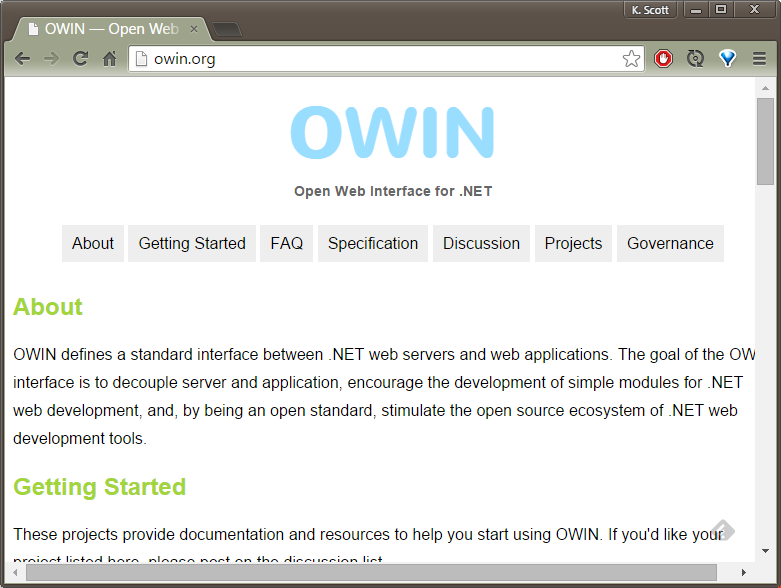 K. Scott
OWIN — Open Web
owin.org
OWIN
Open Web Interface for .NET
About Getting Started FAQ Specification Discussion Projects Governance
About
OWIN defines a standard interface between .NET web servers and web applications. The goal of the OW
interface is to decouple server and application, encourage the development of simple modules for .NET
web development, and, by being an open standard, stimulate the open source ecosystem of .NET web
development tools.
Getting Started
These projects provide documentation and resources to help you start using OWIN. If you'd like your
project listed here, please post on the discussion list.